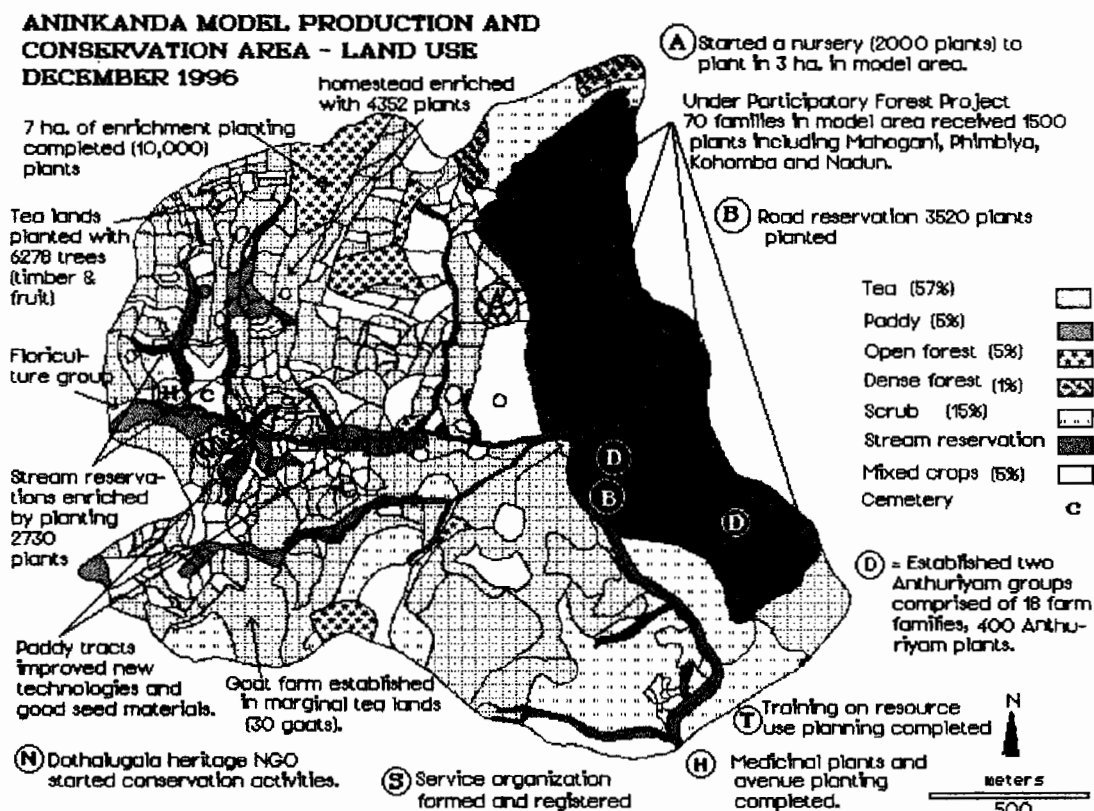 ANINKANDA MODEL PRODUCTION AND
CONSERVATION AREA - LAND USE
DECEMBER 1996
homestead enriched
with 4352 plants
7 ha. of enrichment planting
completed (10,000)
plants
Tea lands
planted with
6278 trees
(timber &
fruit)
Floricul-
ture group
Stream reserva-
tions enriched
by planting
2730
plants
Paddy tracts
improved new
technologies and
good seed materials.
Goat farm established
in marginal tea lands
(30 goats).
A Started a nursery (2000 plants) to
plant in 3 ha. in model area.
Under Participatory Forest Project
70 families in model area received 1500
plants including Mahogani, Phimbiya,
Kohomba and Nadun.
B Road reservation 3520 plants
planted
Tea (57%)
Paddy (5%)
Open forest (5%)
Dense forest (1%)
Scrub (15%)
Stream reservation
Mixed crops (5%)
Cemetery C
D = Established two
Anthuriyam groups
comprised of 18 farm
families, 400 Anthu-
riyam plants.
A
H
C
D
B
D
T Training on resource
use planning completed
N
N Dothalugala heritage NGO
started conservation activities.
S Service organization
formed and registered
H Medicinal plants and
avenue planting
completed.
meters
500